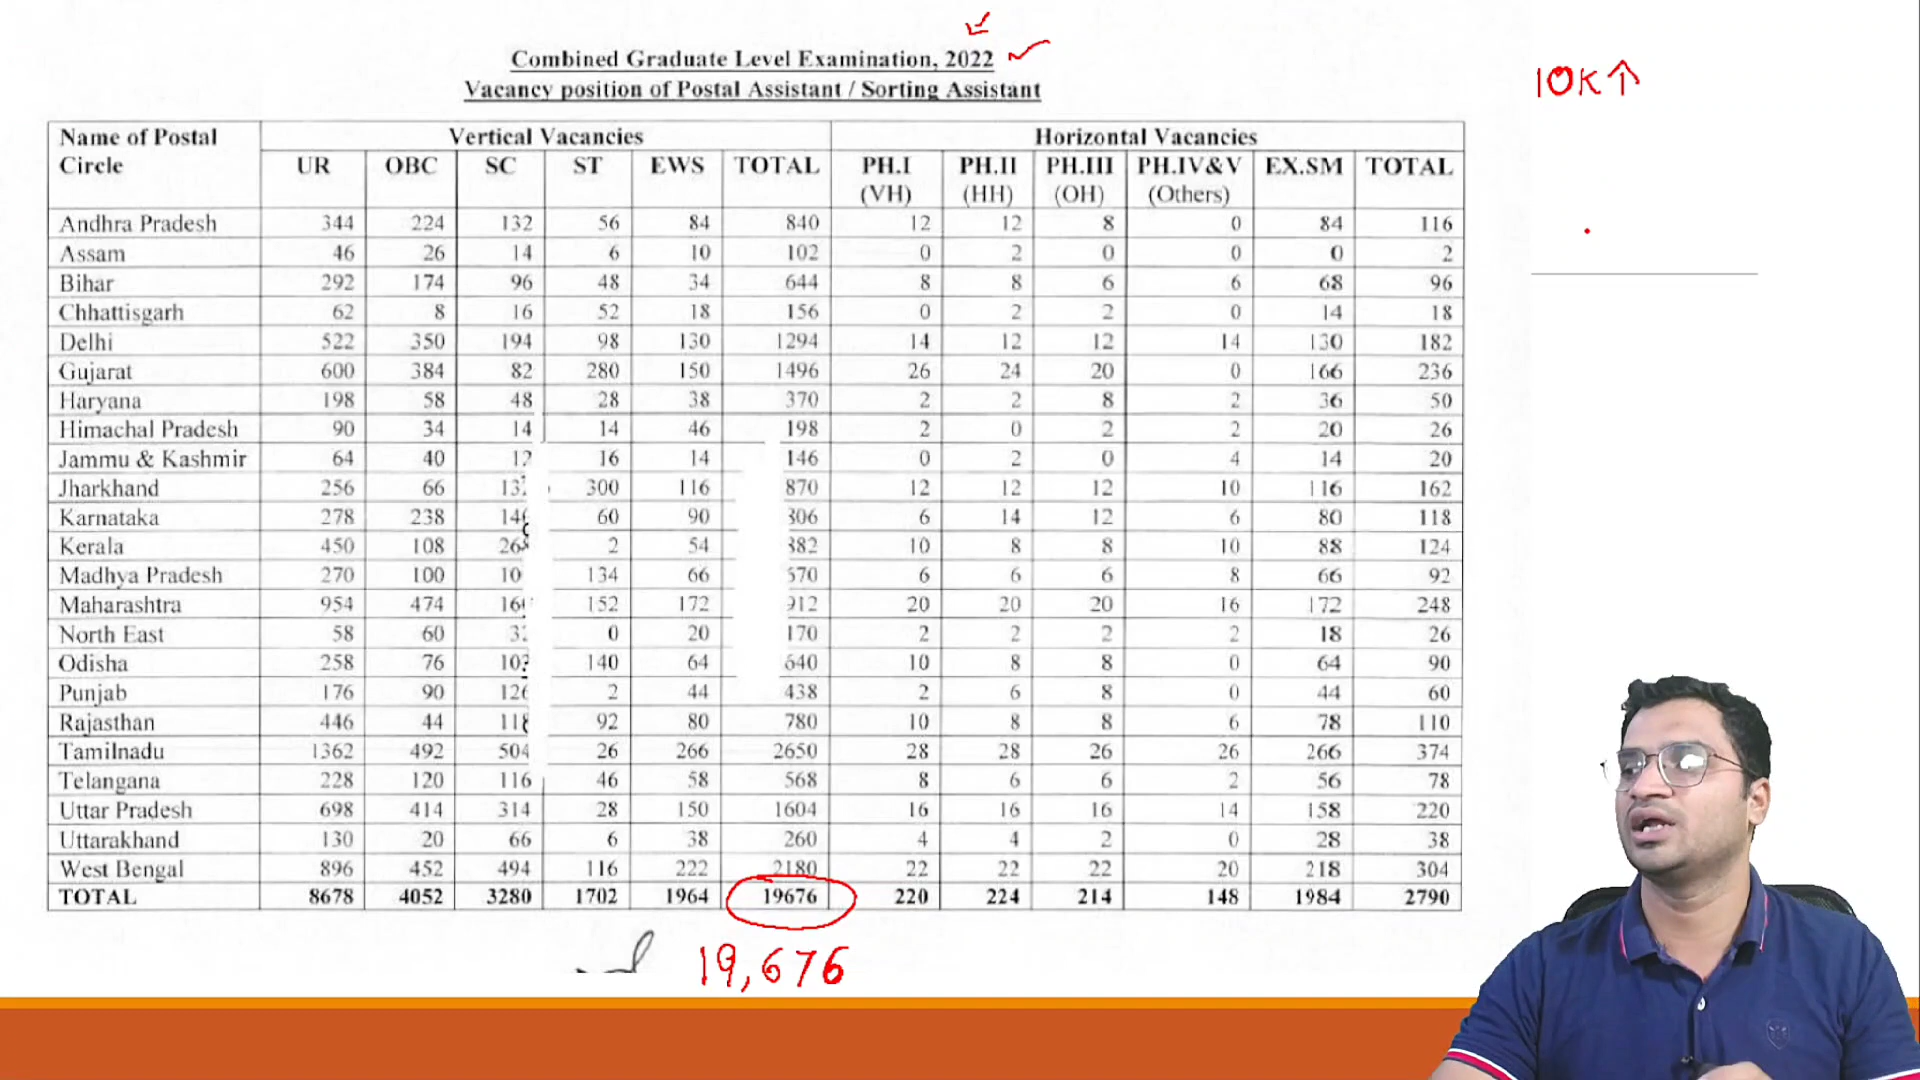 Combined Graduate Level Examination, 2022
Vacancy position of Postal Assistant / Sorting Assistant
10K↑
Name of Postal Circle Vertical Vacancies Horizontal Vacancies
UR OBC SC ST EWS TOTAL PH.I (VH) PH.II (HH) PH.III (OH) PH.IV&V (Others) EX.SM TOTAL
Andhra Pradesh 344 224 132 56 84 840 12 12 8 0 84 116
Assam 46 26 14 6 10 102 0 2 0 0 0 2
Bihar 292 174 96 48 34 644 8 8 6 6 68 96
Chhattisgarh 62 8 16 52 18 156 0 2 2 0 14 18
Delhi 522 350 194 98 130 1294 14 12 12 14 130 182
Gujarat 600 384 82 280 150 1496 26 24 20 0 166 236
Haryana 198 58 48 28 38 370 2 2 8 2 36 50
Himachal Pradesh 90 34 14 14 46 198 2 0 2 2 20 26
Jammu & Kashmir 64 40 12 16 14 146 0 2 0 4 14 20
Jharkhand 256 66 300 116 870 12 12 12 10 116 162
Karnataka 278 238 60 90 6 14 12 6 80 118
Kerala 450 108 2 54 10 8 8 10 88 124
Madhya Pradesh 270 100 134 66 6 6 6 8 66 92
Maharashtra 954 474 152 172 20 20 20 16 172 248
North East 58 60 0 20 170 2 2 2 2 18 26
Odisha 258 76 140 64 640 10 8 8 0 64 90
Punjab 176 90 2 44 438 2 6 8 0 44 60
Rajasthan 446 44 118 92 80 780 10 8 8 6 78 110
Tamilnadu 1362 492 504 26 266 2650 28 28 26 26 266 374
Telangana 228 120 116 46 58 568 8 6 6 2 56 78
Uttar Pradesh 698 414 314 28 150 1604 16 16 16 14 158 220
Uttarakhand 130 20 66 6 38 260 4 4 2 0 28 38
West Bengal 896 452 494 116 222 2180 22 22 22 20 218 304
TOTAL 8678 4052 3280 1702 1964 19676 220 224 214 148 1984 2790
19,676